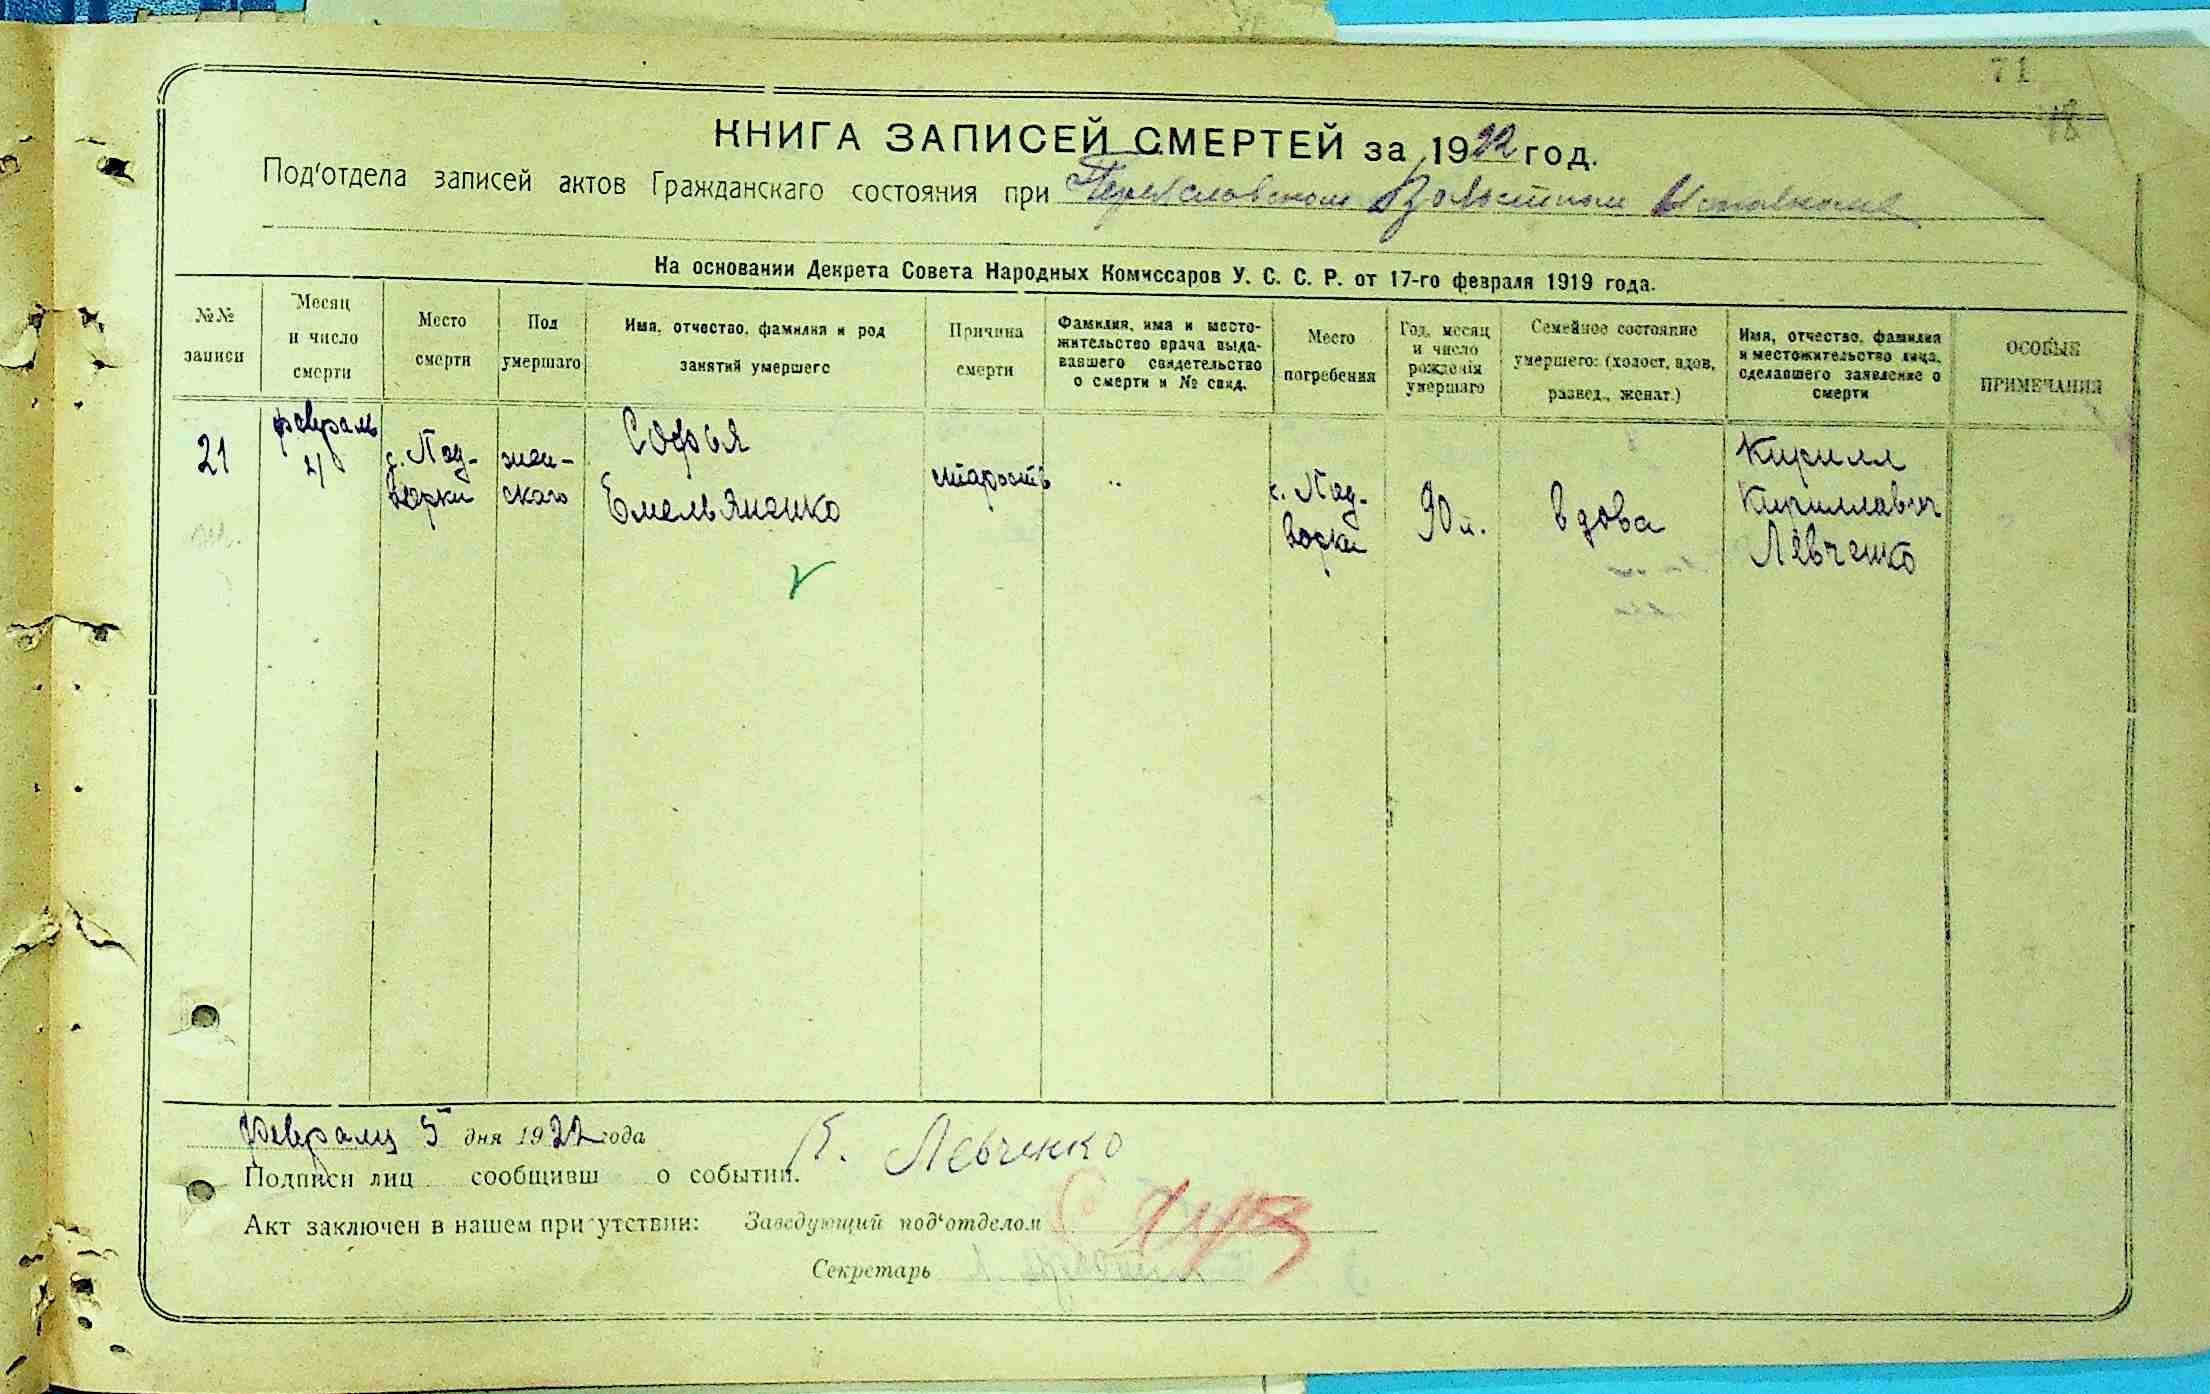 71
48
КНИГА ЗАПИСЕЙ СМЕРТЕЙ за 1922 год.
Под'отдела записей актов Гражданскаго состояния при Переяславском Волостном Исполкоме
На основании Декрета Совета Народных Комиссаров У. С. С. Р. от 17-го февраля 1919 года.
№№ записи
Месяц и число смерти
Место смерти
Пол умершаго
Имя, отчество, фамилия и род занятий умершего
Причина смерти
Фамилия, имя и местожительство врача выдававшего свидетельство о смерти и № свид.
Место погребения
Год, месяц и число рождения умершаго
Семейное состояние умершего: (холост, вдов, развед., женат.)
Имя, отчество, фамилия и местожительство лица, сделавшего заявление о смерти
ОСОБЫЕ ПРИМЕЧАНИЯ
21
февраль 4
с. Подворки
женскаго
Софья
Емельяненко
старость
"
с. Подворки
90 л.
вдова
Кирилл
Кириллович
Левченко
февраля 5 дня 1922 года
К. Левченко
Подписи лиц сообщивш о событии.
Акт заключен в нашем присутствии: Заведующий под'отделом
Секретарь